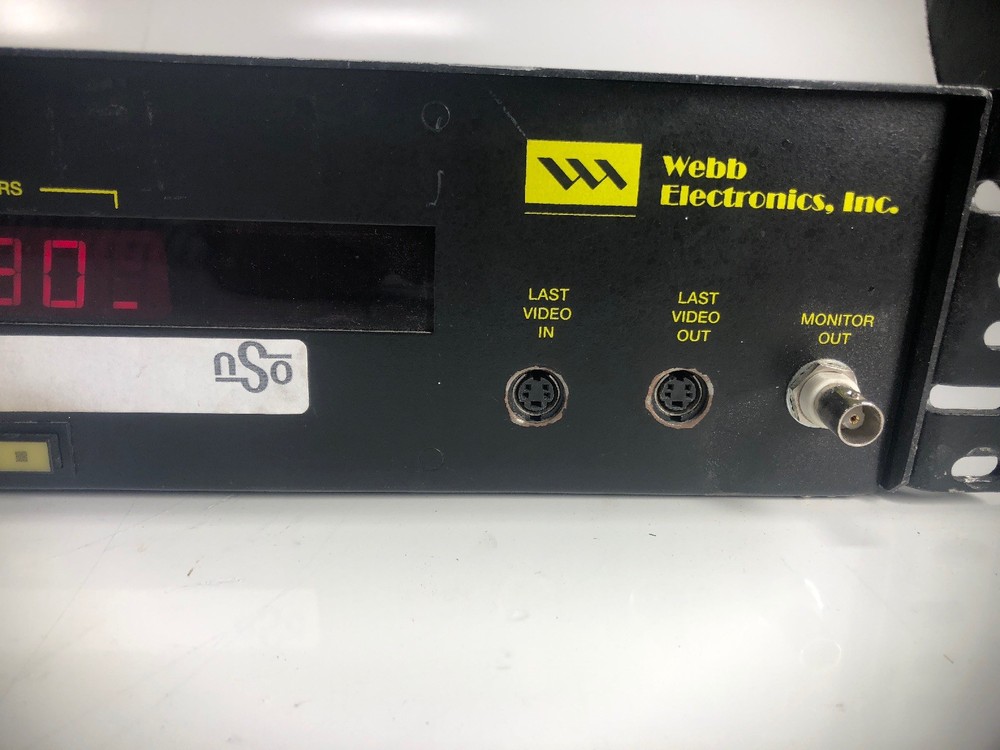 Webb
Electronics, Inc.
RS
30_
nSo
LAST
VIDEO
IN
LAST
VIDEO
OUT
MONITOR
OUT